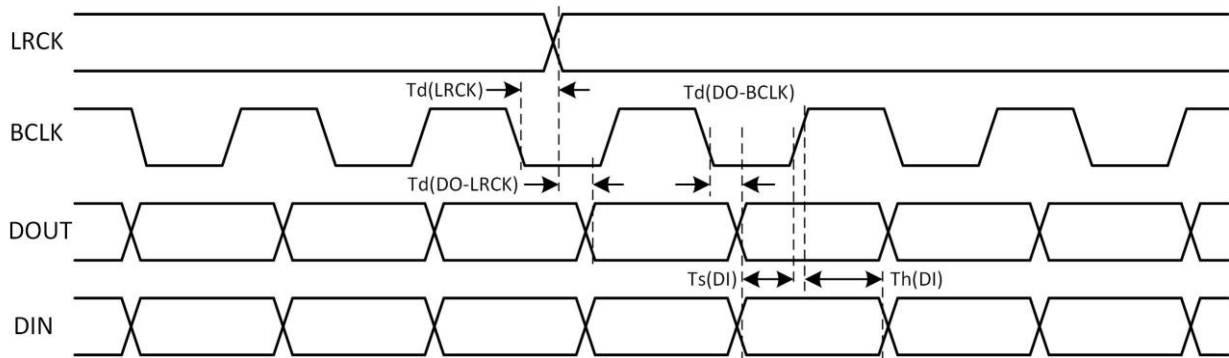 LRCK
Td(LRCK)
Td(DO-BCLK)
BCLK
Td(DO-LRCK)
DOUT
Ts(DI)
Th(DI)
DIN